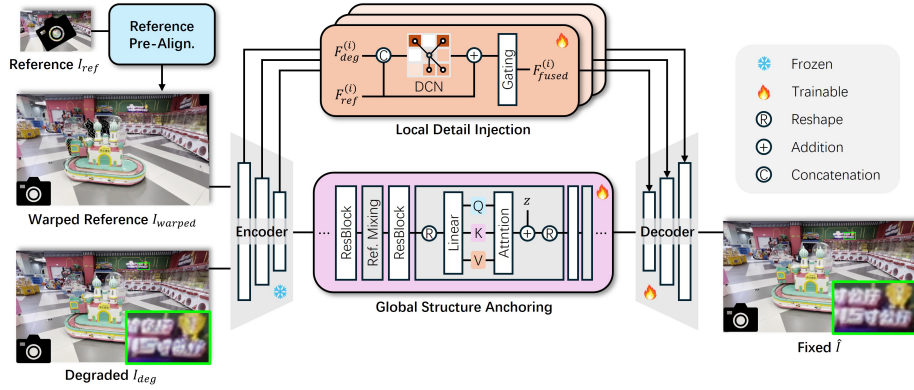 Reference
Pre-Align.
Reference I_ref
Warped Reference I_warped
Degraded I_deg
Encoder
F_deg^(i)
F_ref^(i)
C
DCN
+
Gating
F_fused^(i)
Local Detail Injection
...
ResBlock
Ref. Mixing
ResBlock
R
Linear
Q
K
V
Attntion
z
+
R
...
Global Structure Anchoring
Decoder
Frozen
Trainable
R Reshape
+ Addition
C Concatenation
Fixed Î